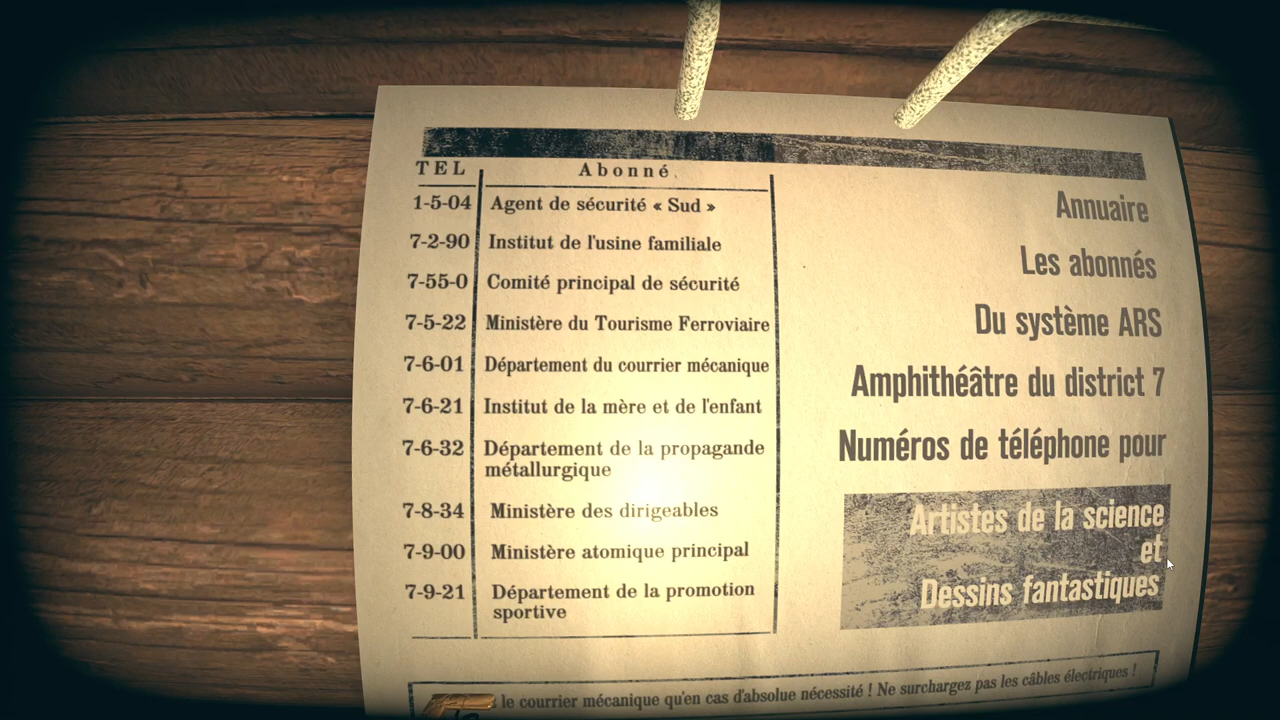 TEL Abonné
1-5-04 Agent de sécurité « Sud »
7-2-90 Institut de l'usine familiale
7-55-0 Comité principal de sécurité
7-5-22 Ministère du Tourisme Ferroviaire
7-6-01 Département du courrier mécanique
7-6-21 Institut de la mère et de l'enfant
7-6-32 Département de la propagande
métallurgique
7-8-34 Ministère des dirigeables
7-9-00 Ministère atomique principal
7-9-21 Département de la promotion
sportive
Annuaire
Les abonnés
Du système ARS
Amphithéâtre du district 7
Numéros de téléphone pour
Artistes de la science
et
Dessins fantastiques
le courrier mécanique qu'en cas d'absolue nécessité ! Ne surchargez pas les câbles électriques !